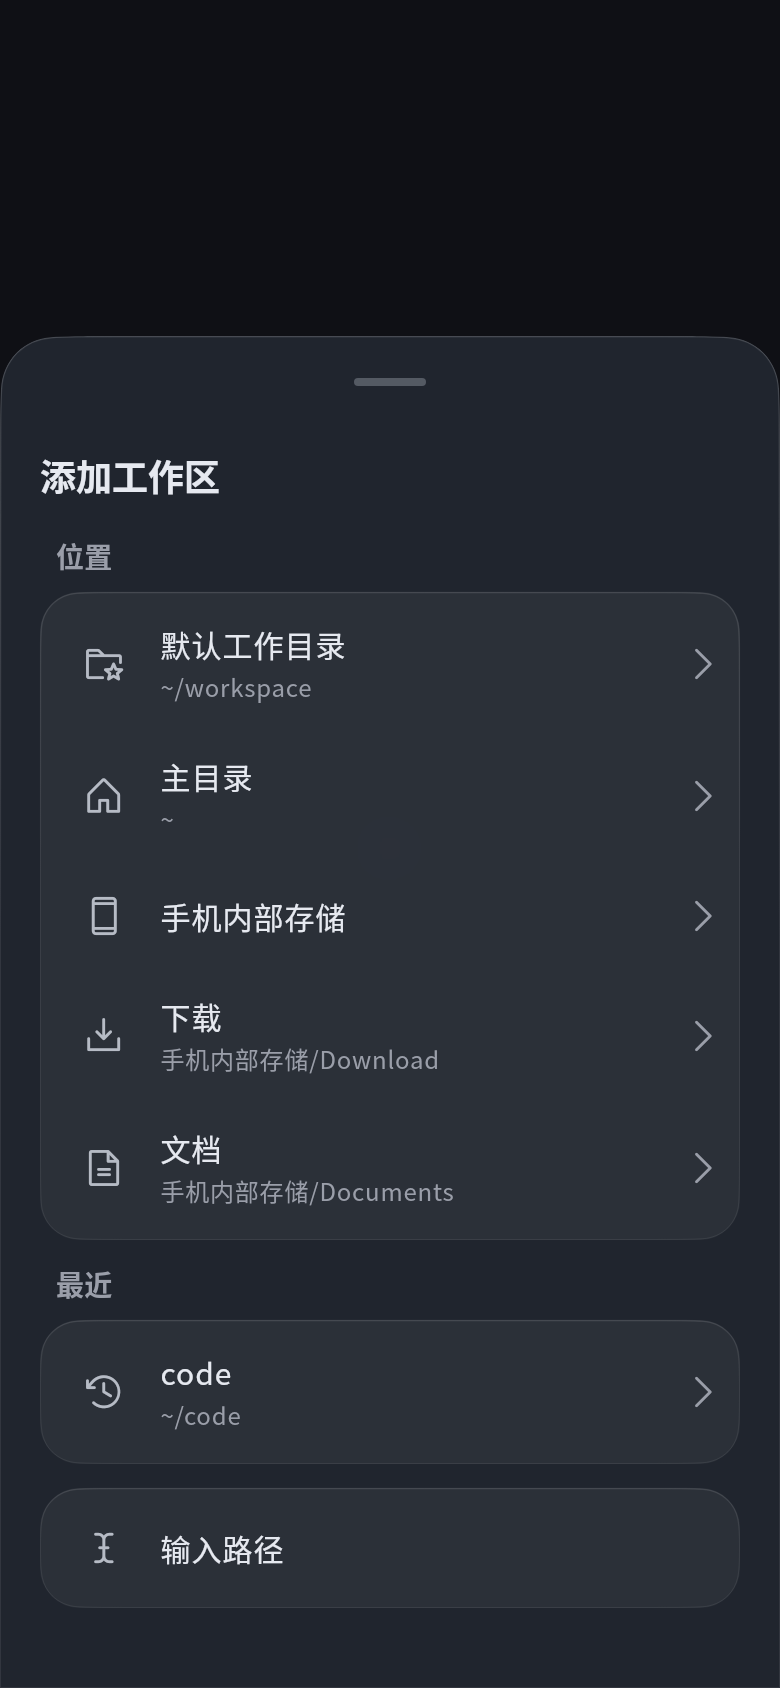 添加工作区
位置
默认工作目录
~/workspace
主目录
~
手机内部存储
下载
手机内部存储/Download
文档
手机内部存储/Documents
最近
code
~/code
输入路径